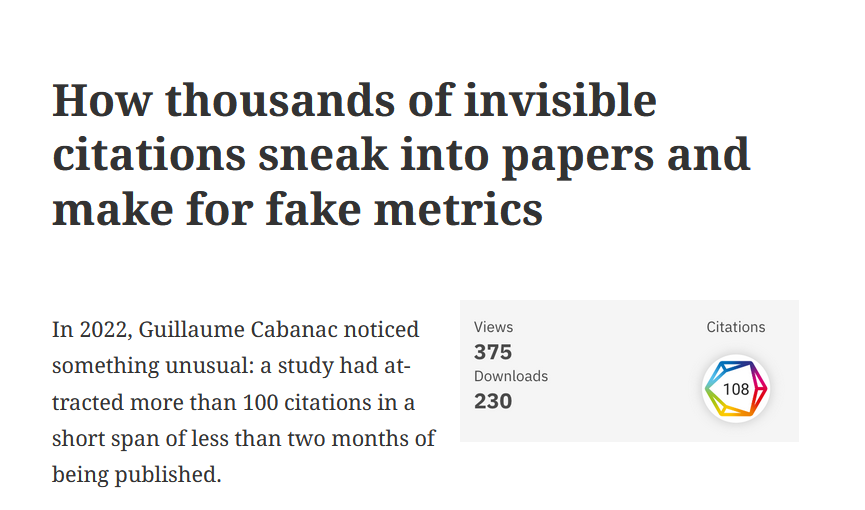 How thousands of invisible
citations sneak into papers and
make for fake metrics
In 2022, Guillaume Cabanac noticed
something unusual: a study had at-
tracted more than 100 citations in a
short span of less than two months of
being published.
Views
375
Downloads
230
Citations
108